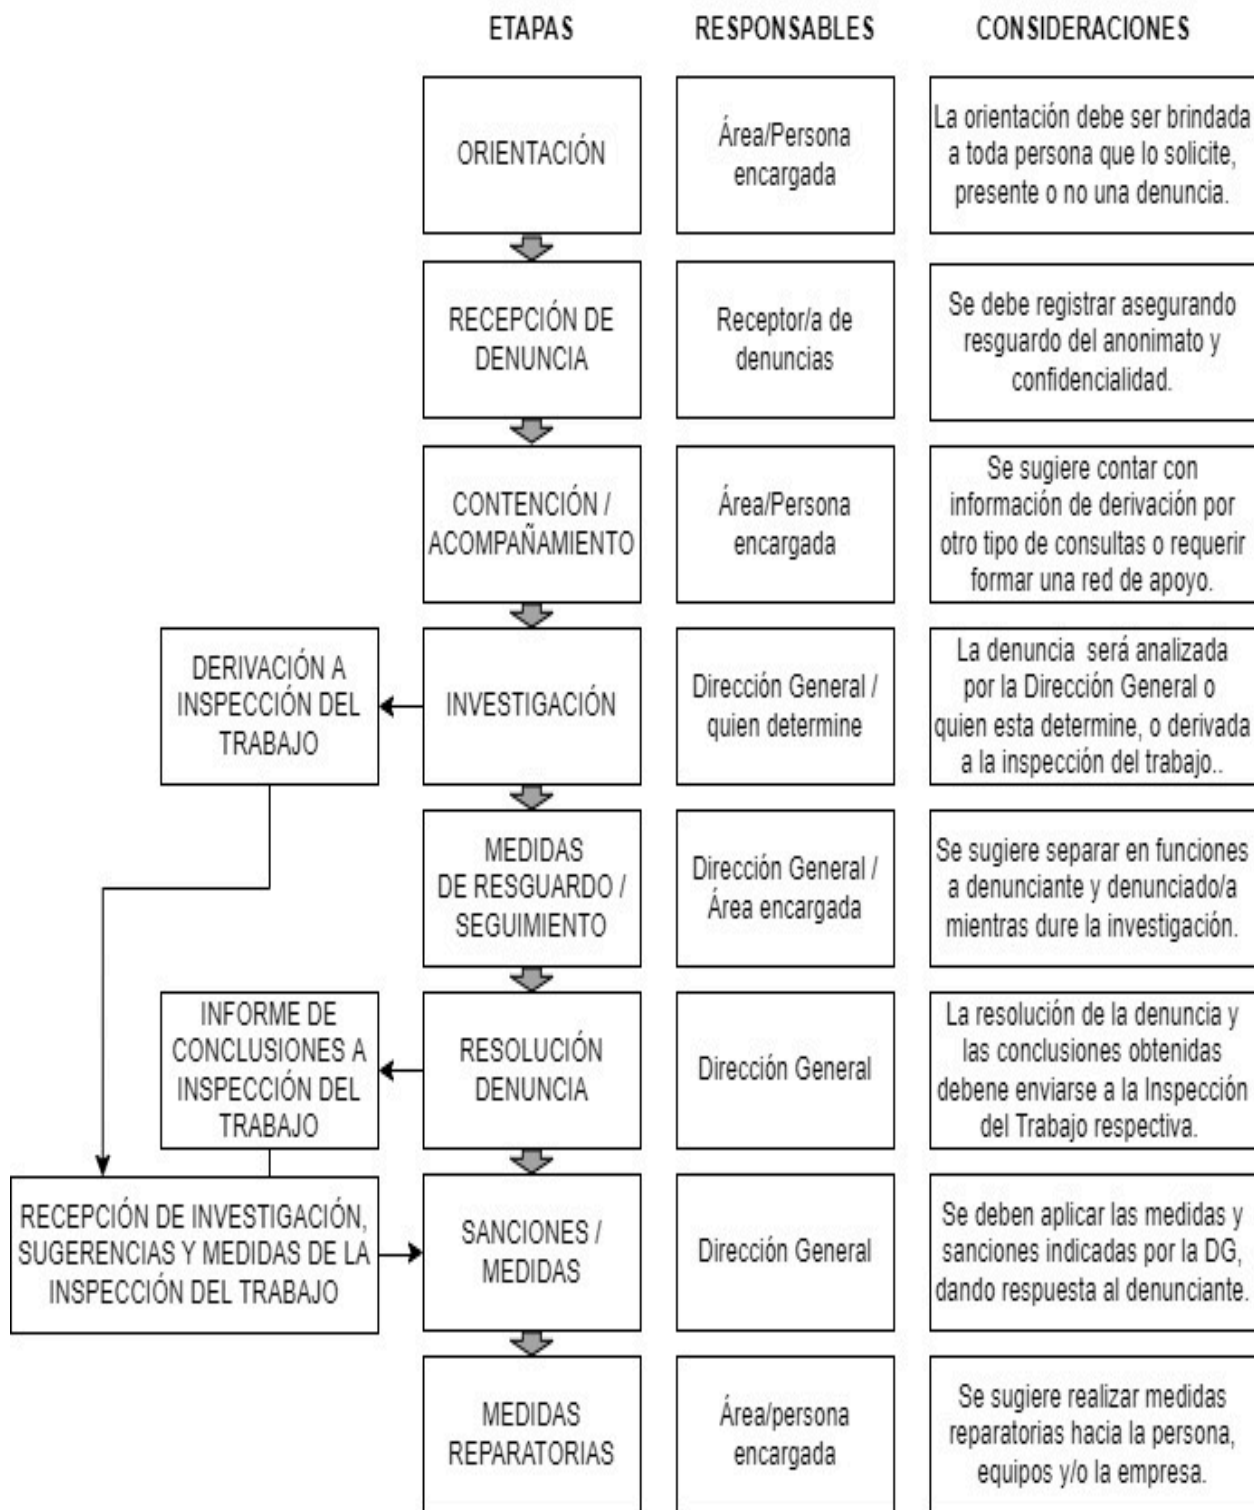 ETAPAS
RESPONSABLES
CONSIDERACIONES
ORIENTACIÓN
Área/Persona
encargada
La orientación debe ser brindada
a toda persona que lo solicite,
presente o no una denuncia.
RECEPCIÓN DE
DENUNCIA
Receptor/a de
denuncias
Se debe registrar asegurando
resguardo del anonimato y
confidencialidad.
CONTENCIÓN /
ACOMPAÑAMIENTO
Área/Persona
encargada
Se sugiere contar con
información de derivación por
otro tipo de consultas o requerir
formar una red de apoyo.
DERIVACIÓN A
INSPECCIÓN DEL
TRABAJO
INVESTIGACIÓN
Dirección General /
quien determine
La denuncia  será analizada
por la Dirección General o
quien esta determine, o derivada
a la inspección del trabajo..
MEDIDAS
DE RESGUARDO /
SEGUIMIENTO
Dirección General /
Área encargada
Se sugiere separar en funciones
a denunciante y denunciado/a
mientras dure la investigación.
INFORME DE
CONCLUSIONES A
INSPECCIÓN DEL
TRABAJO
RESOLUCIÓN
DENUNCIA
Dirección General
La resolución de la denuncia y
las conclusiones obtenidas
debene enviarse a la Inspección
del Trabajo respectiva.
RECEPCIÓN DE INVESTIGACIÓN,
SUGERENCIAS Y MEDIDAS DE LA
INSPECCIÓN DEL TRABAJO
SANCIONES /
MEDIDAS
Dirección General
Se deben aplicar las medidas y
sanciones indicadas por la DG,
dando respuesta al denunciante.
MEDIDAS
REPARATORIAS
Área/persona
encargada
Se sugiere realizar medidas
reparatorias hacia la persona,
equipos y/o la empresa.